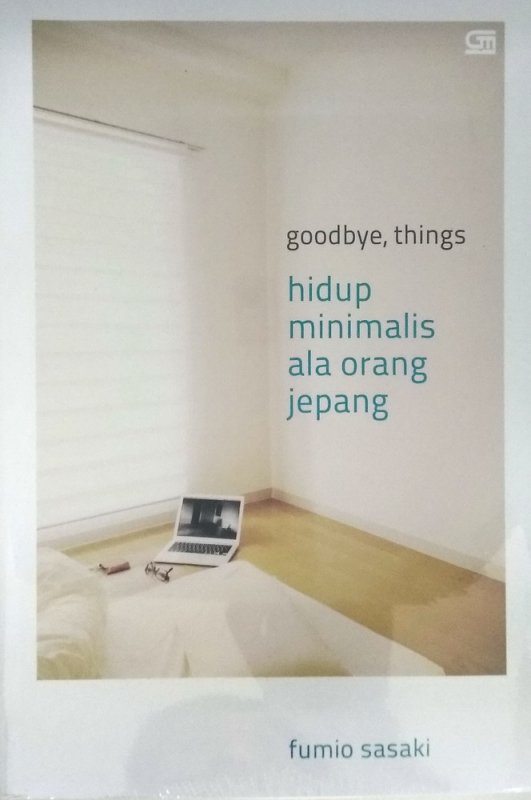 goodbye, things
hidup
minimalis
ala orang
jepang
fumio sasaki